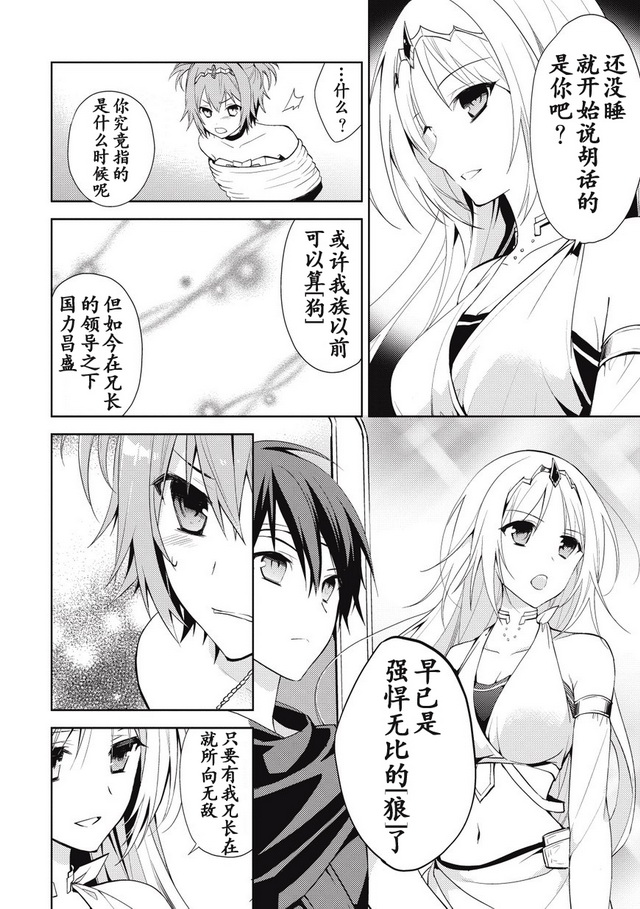 还没睡
就开始说胡话的
是你吧？
…什么？
你究竟指的
是什么时候呢
或许我族以前
可以算[狗]
但如今在兄长
的领导之下
国力昌盛
早已是
强悍无比的[狼]了
只要有我兄长在
就所向无敌